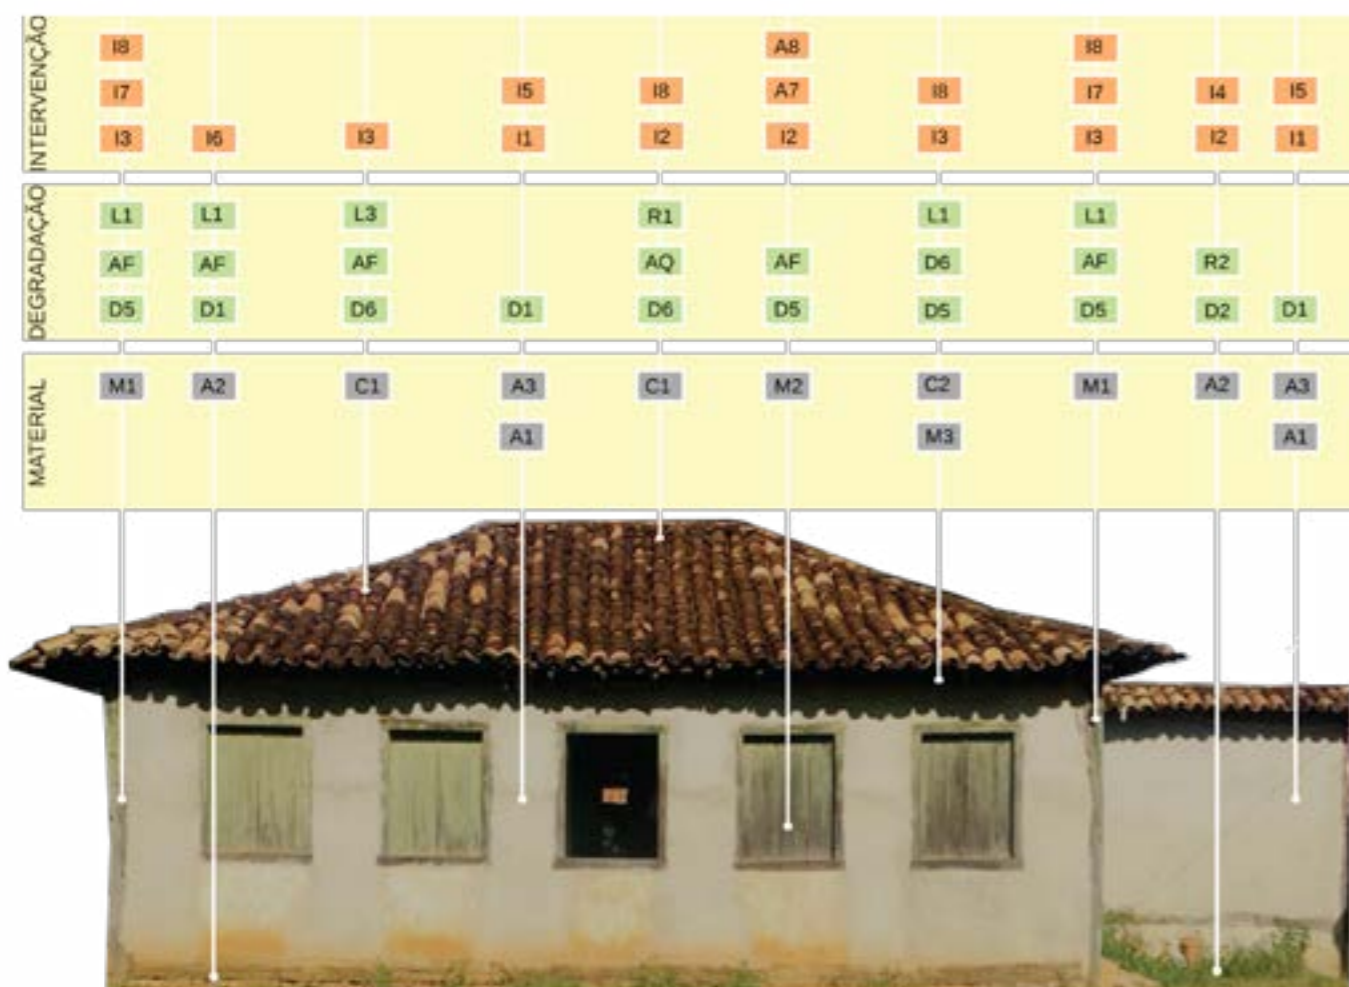 INTERVENÇÃO
I8 A8 I8
I7 I5 I8 A7 I8 I7 I4 I5
I3 I6 I3 I1 I2 I2 I3 I3 I2 I1
DEGRADAÇÃO
L1 L1 L3 R1 L1 L1
AF AF AF AQ AF D6 AF R2
D5 D1 D6 D1 D6 D5 D5 D5 D2 D1
MATERIAL
M1 A2 C1 A3 C1 M2 C2 M1 A2 A3
A1 M3 A1